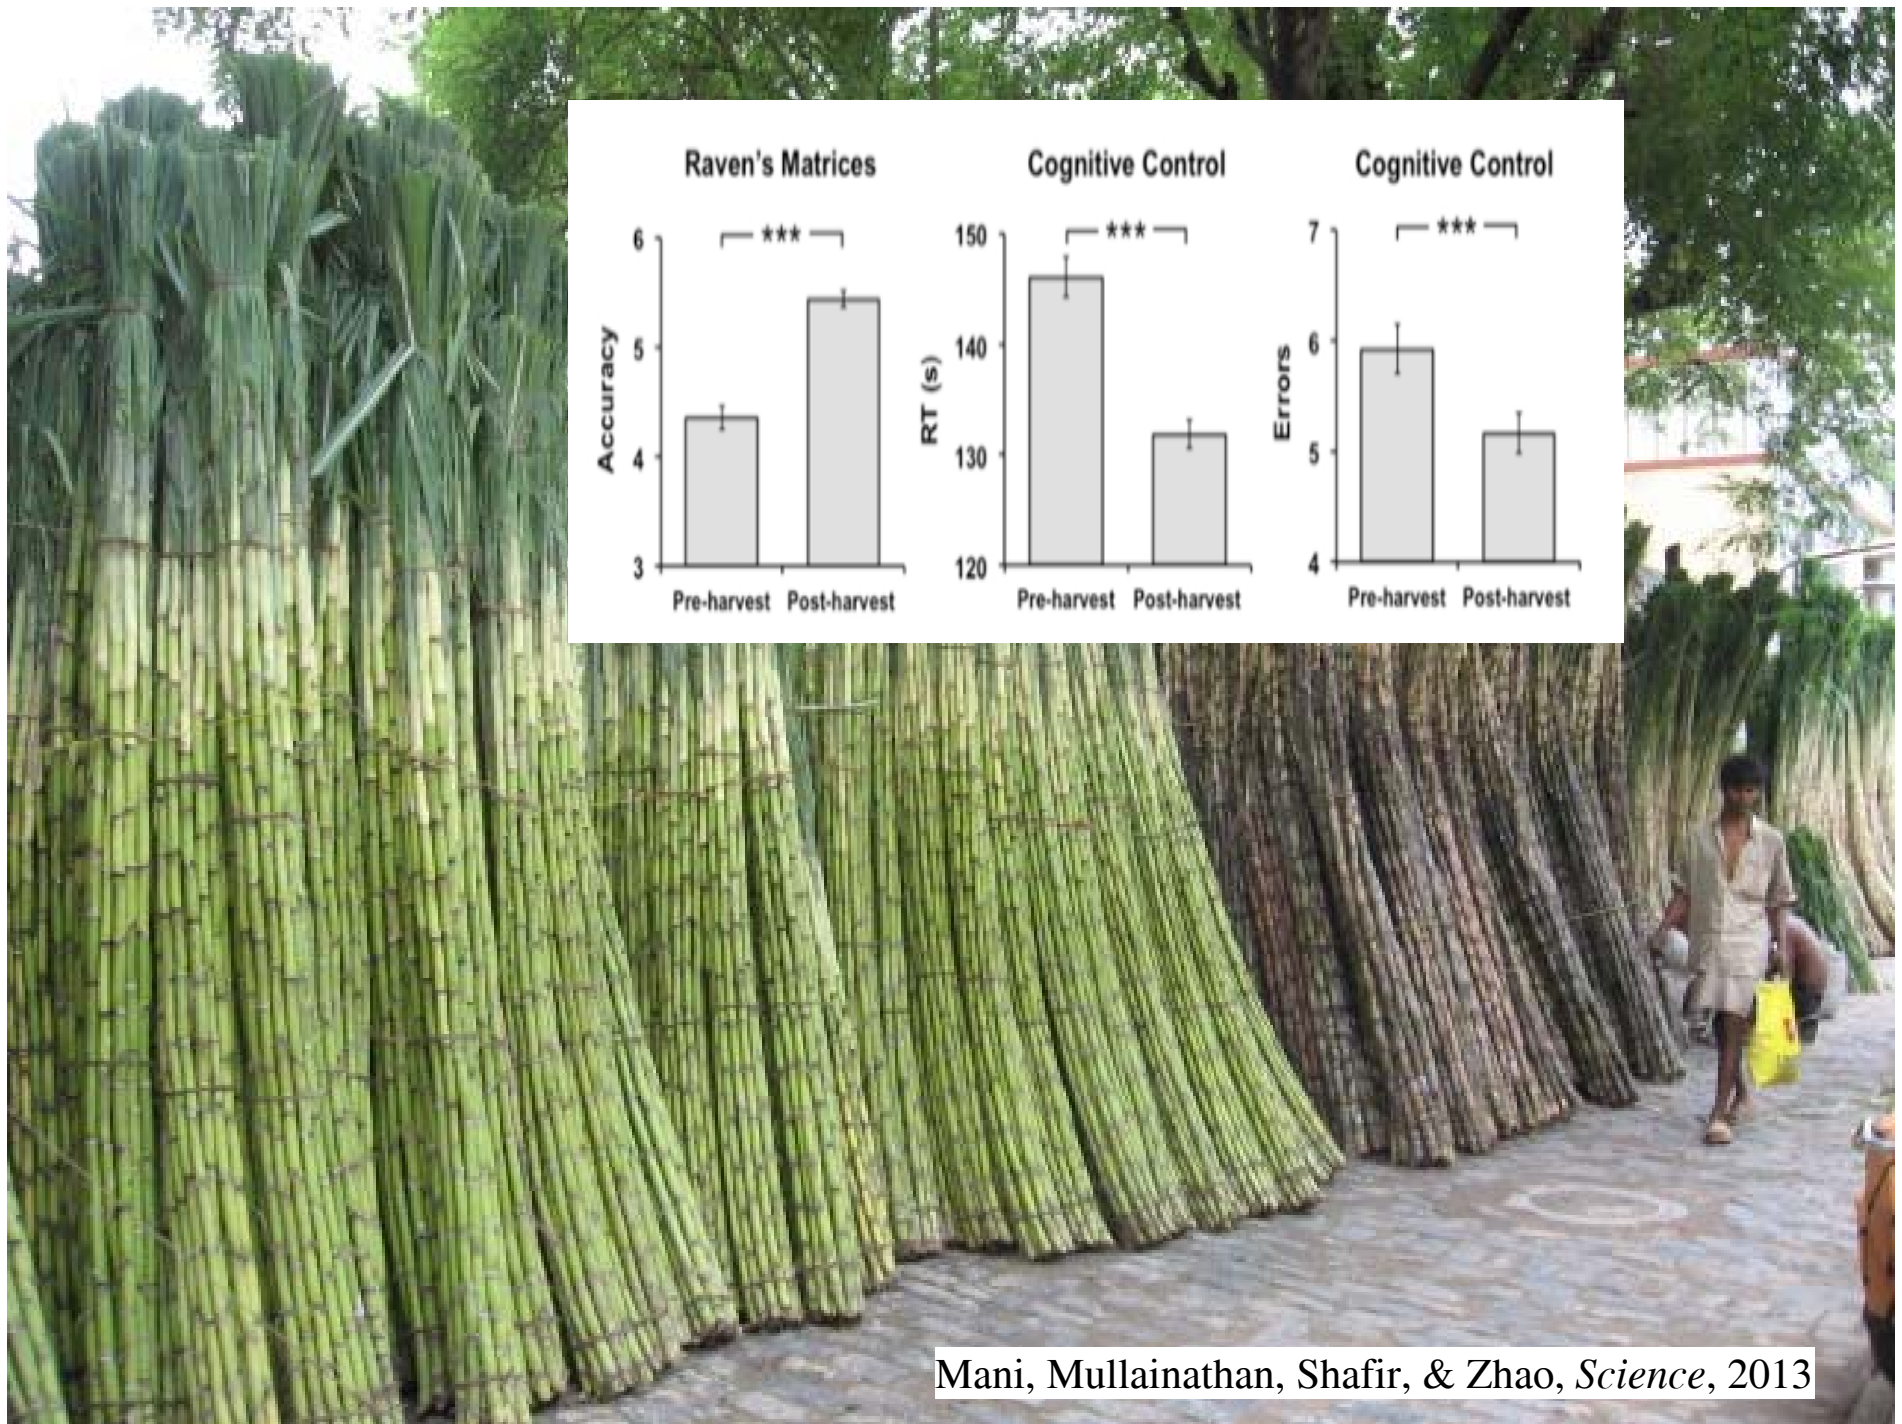 Raven's Matrices
Accuracy
6
5
4
3
***
Pre-harvest Post-harvest
Cognitive Control
RT (s)
150
140
130
120
***
Pre-harvest Post-harvest
Cognitive Control
Errors
7
6
5
4
***
Pre-harvest Post-harvest
Mani, Mullainathan, Shafir, & Zhao, Science, 2013